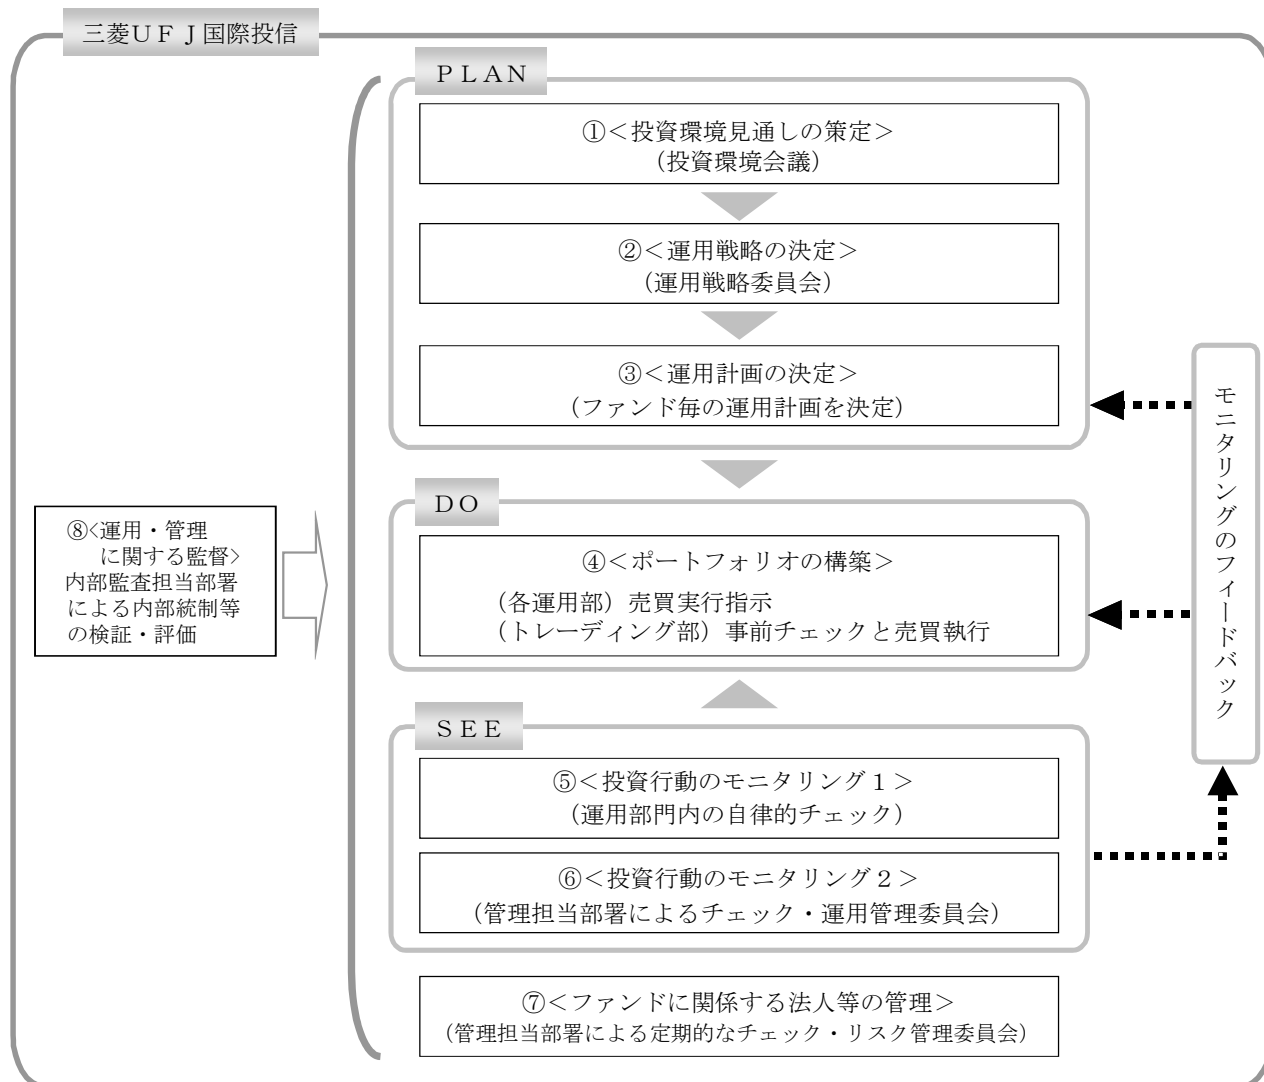 三菱ＵＦＪ国際投信
ＰＬＡＮ
①＜投資環境見通しの策定＞
（投資環境会議）
②＜運用戦略の決定＞
（運用戦略委員会）
③＜運用計画の決定＞
（ファンド毎の運用計画を決定）
ＤＯ
④＜ポートフォリオの構築＞
（各運用部）売買実行指示
（トレーディング部）事前チェックと売買執行
ＳＥＥ
⑤＜投資行動のモニタリング１＞
（運用部門内の自律的チェック）
⑥＜投資行動のモニタリング２＞
（管理担当部署によるチェック・運用管理委員会）
⑦＜ファンドに関係する法人等の管理＞
（管理担当部署による定期的なチェック・リスク管理委員会）
⑧<運用・管理
に関する監督>
内部監査担当部署
による内部統制等
の検証・評価
モニタリングのフィードバック